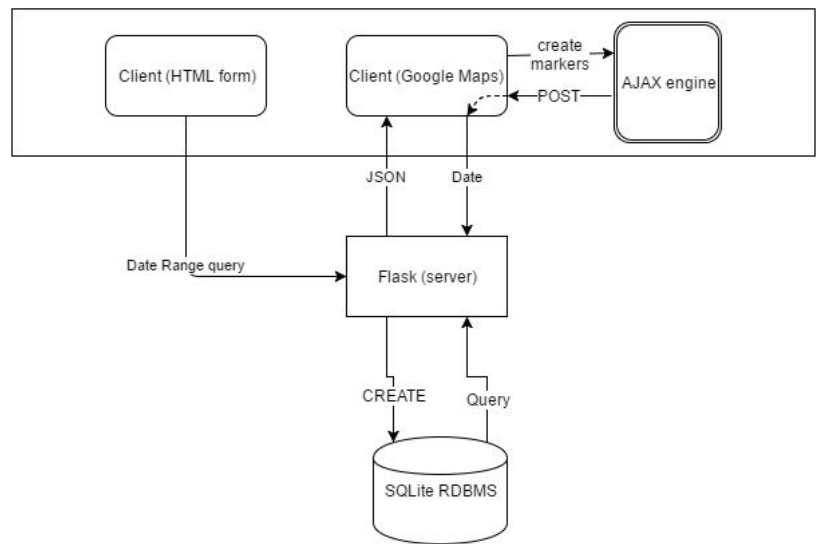 Client (HTML form)
Client (Google Maps)
create
markers
AJAX engine
POST
JSON
Date
Date Range query
Flask (server)
CREATE
Query
SQLite RDBMS